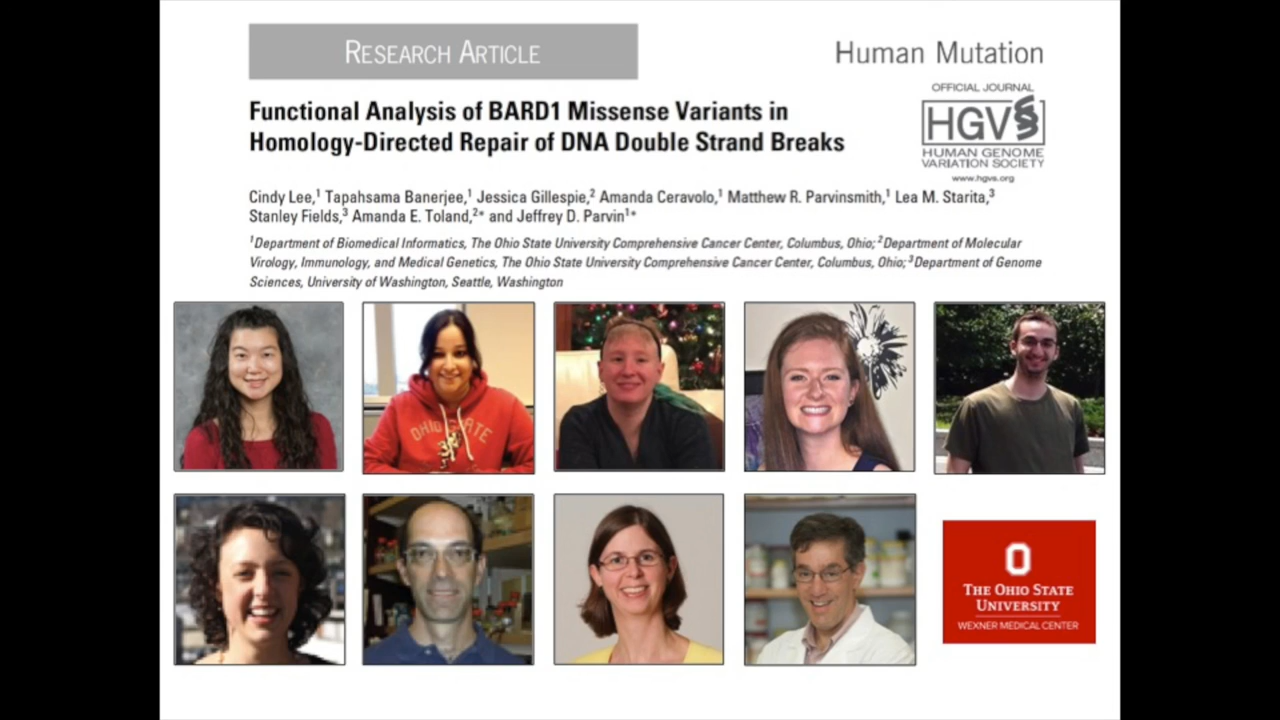 RESEARCH ARTICLE
Human Mutation
OFFICIAL JOURNAL
HGVS
HUMAN GENOME
VARIATION SOCIETY
www.hgvs.org
Functional Analysis of BARD1 Missense Variants in
Homology-Directed Repair of DNA Double Strand Breaks
Cindy Lee,1 Tapahsama Banerjee,1 Jessica Gillespie,2 Amanda Ceravolo,1 Matthew R. Parvinsmith,1 Lea M. Starita,3
Stanley Fields,3 Amanda E. Toland,2* and Jeffrey D. Parvin1*
1Department of Biomedical Informatics, The Ohio State University Comprehensive Cancer Center, Columbus, Ohio; 2Department of Molecular
Virology, Immunology, and Medical Genetics, The Ohio State University Comprehensive Cancer Center, Columbus, Ohio; 3Department of Genome
Sciences, University of Washington, Seattle, Washington
OHIO STATE
O
THE OHIO STATE
UNIVERSITY
WEXNER MEDICAL CENTER